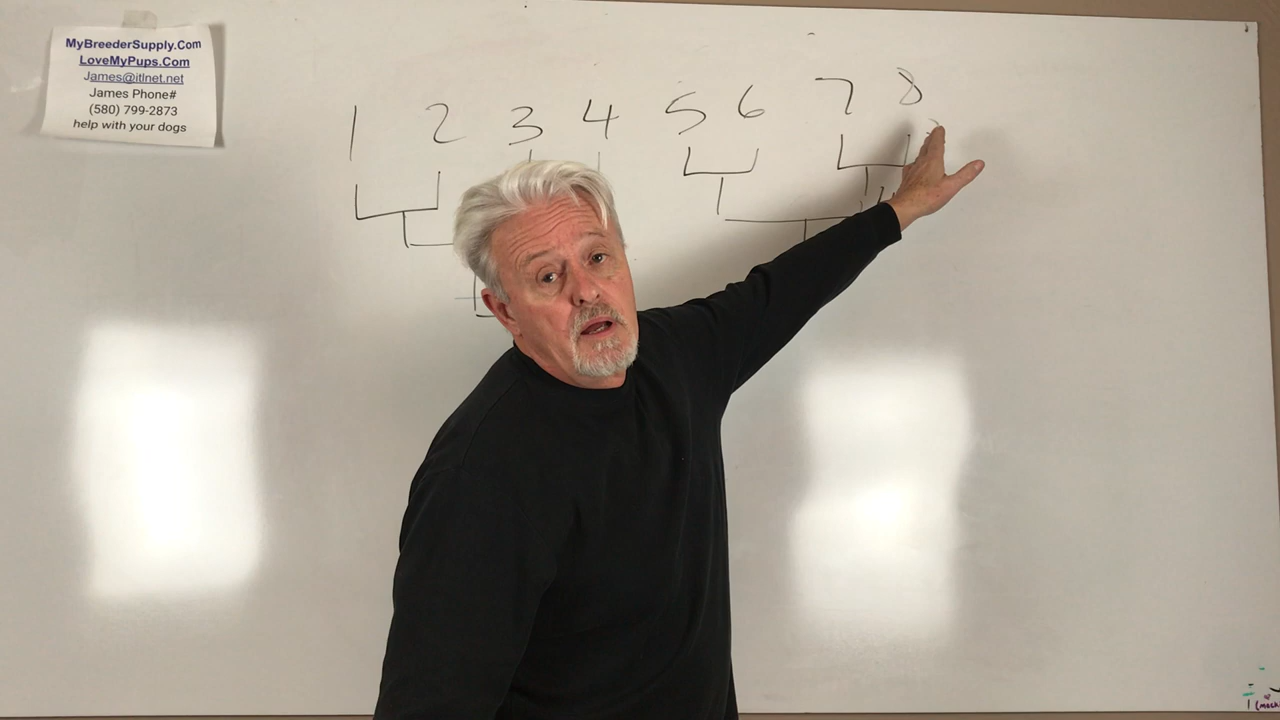 MyBreederSupply.Com
LoveMyPups.Com
James@itlnet.net
James Phone#
(580) 799-2873
help with your dogs
1 2 3 4 5 6 7 8